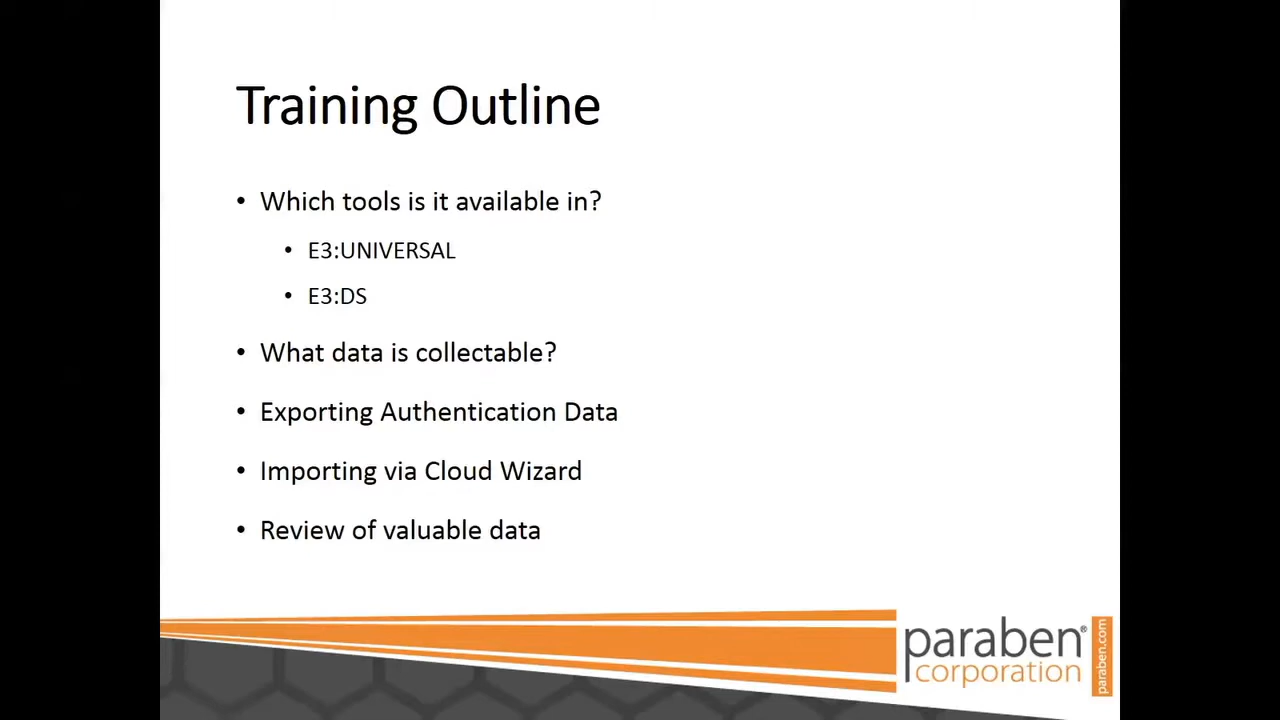 Training Outline
• Which tools is it available in?
• E3:UNIVERSAL
• E3:DS
• What data is collectable?
• Exporting Authentication Data
• Importing via Cloud Wizard
• Review of valuable data
paraben®
corporation
paraben.com